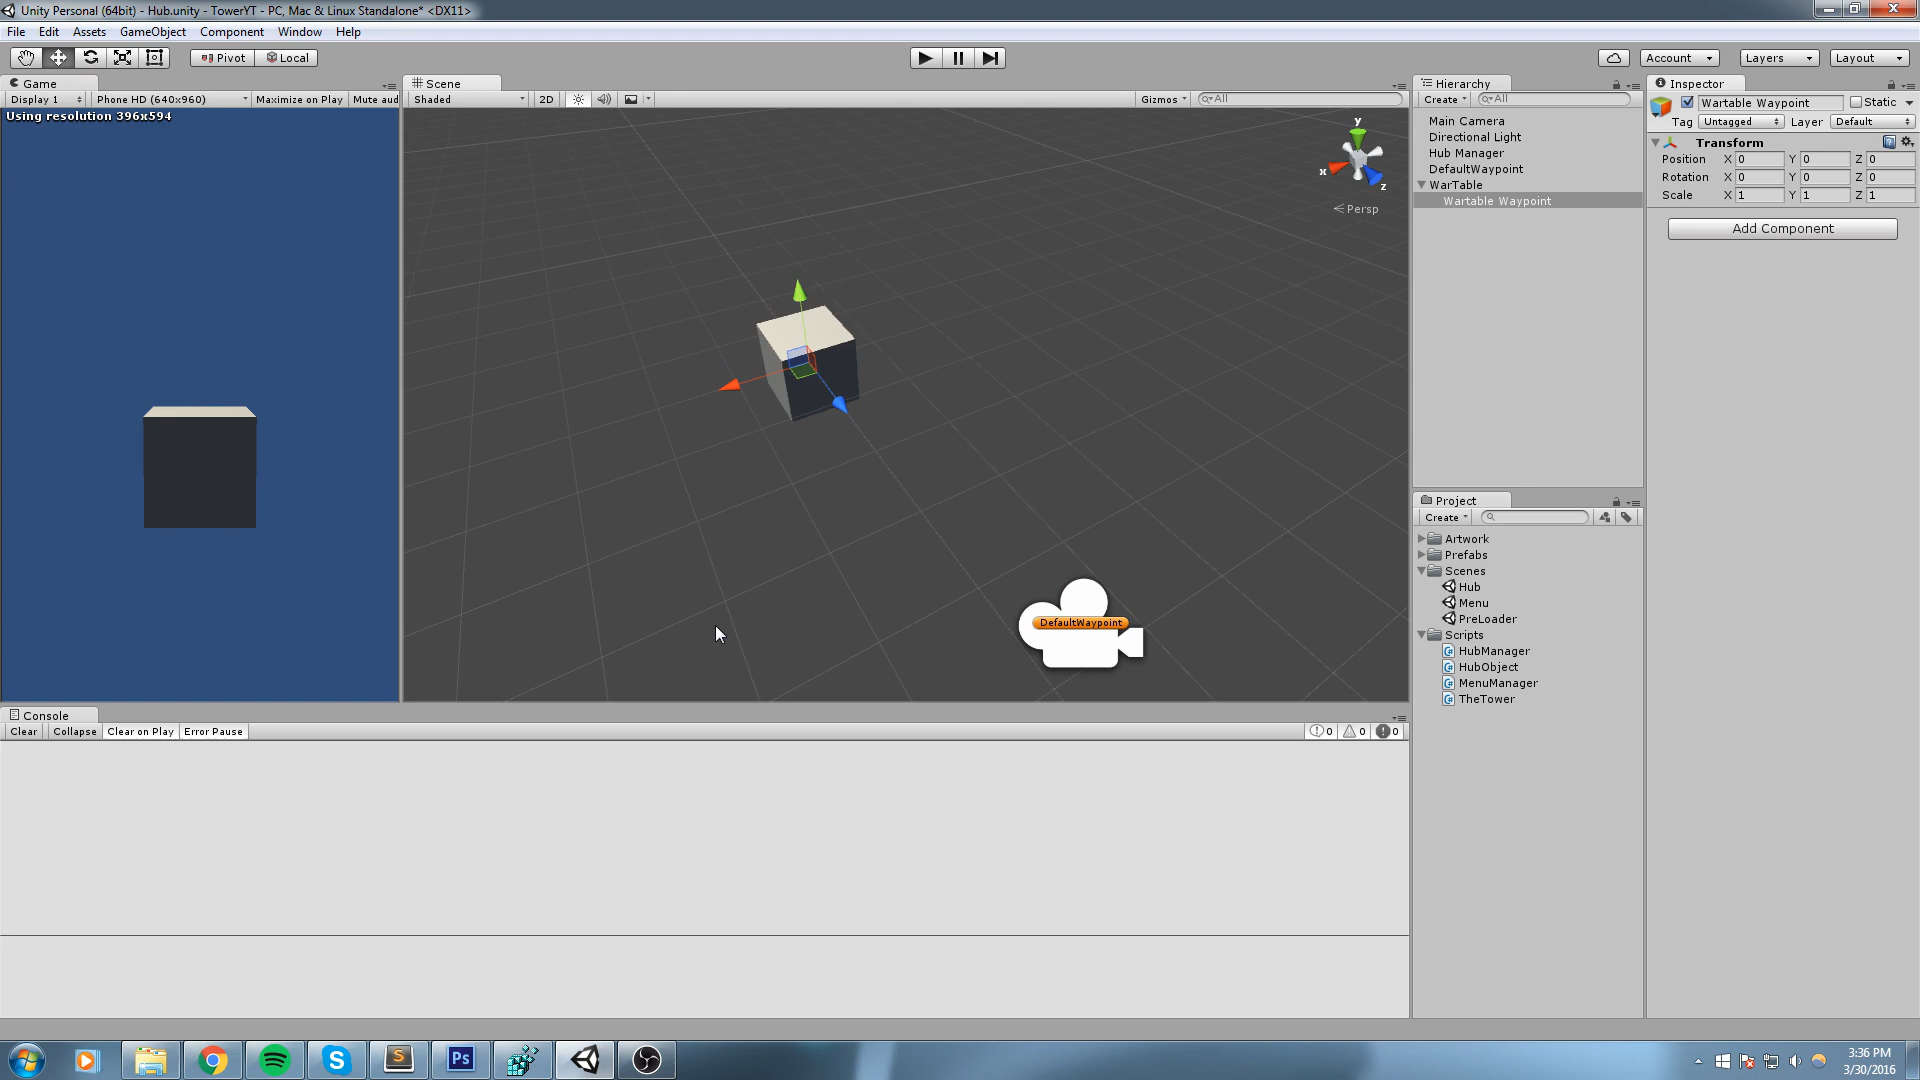 Unity Personal (64bit) - Hub.unity - TowerYT - PC, Mac & Linux Standalone* <DX11>
File Edit Assets GameObject Component Window Help
Pivot Local Account Layers Layout
Game
Display 1 Phone HD (640x960) Maximize on Play Mute aud
Using resolution 396x594
Scene
Shaded 2D Gizmos All
y
x
z
Persp
DefaultWaypoint
Hierarchy
Create All
Main Camera
Directional Light
Hub Manager
DefaultWaypoint
WarTable
Wartable Waypoint
Project
Create
Artwork
Prefabs
Scenes
Hub
Menu
PreLoader
Scripts
HubManager
HubObject
MenuManager
TheTower
Inspector
Wartable Waypoint Static
Tag Untagged Layer Default
Transform
Position X 0 Y 0 Z 0
Rotation X 0 Y 0 Z 0
Scale X 1 Y 1 Z 1
Add Component
Console
Clear Collapse Clear on Play Error Pause 0 0 0
S S Ps
3:36 PM
3/30/2016